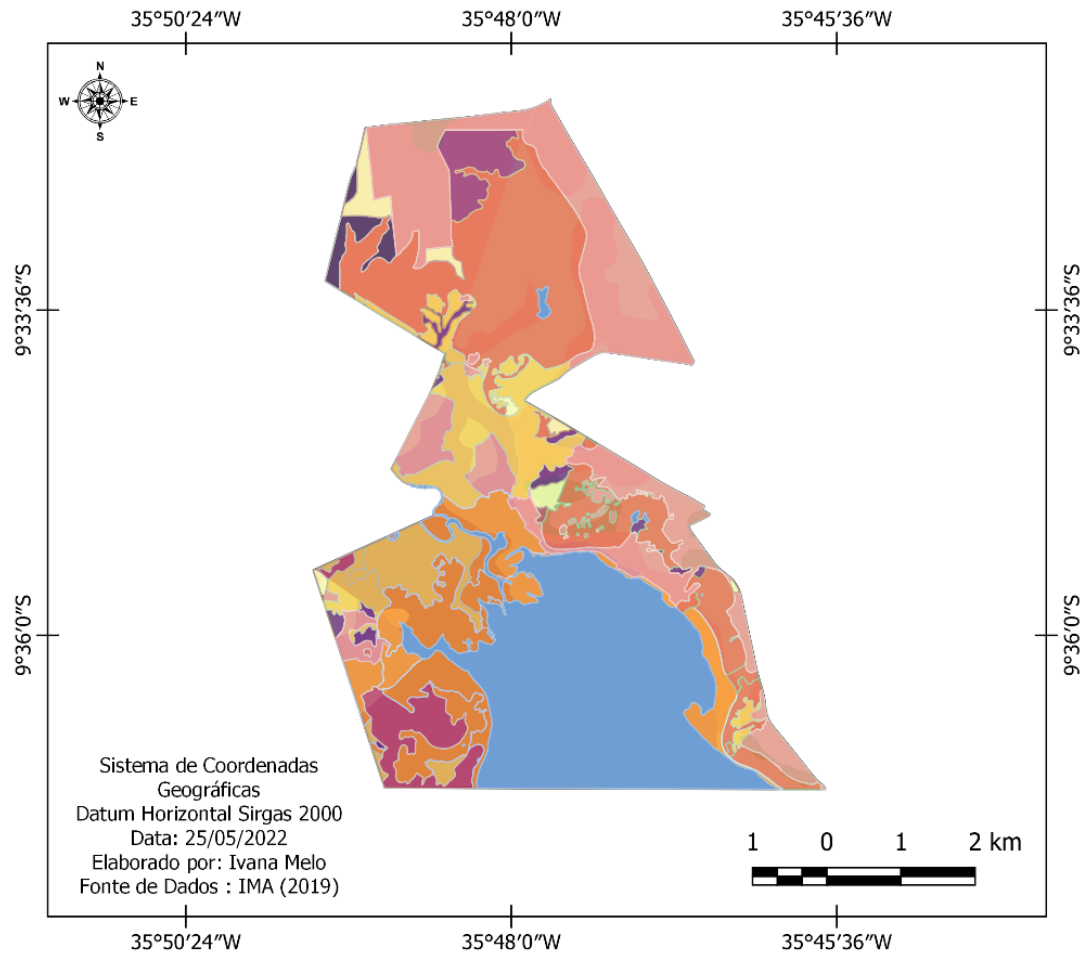 35°50′24″W 35°48′0″W 35°45′36″W
N
W E
S
9°33′36″S 9°33′36″S
9°36′0″S 9°36′0″S
Sistema de Coordenadas
Geográficas
Datum Horizontal Sirgas 2000
Data: 25/05/2022
Elaborado por: Ivana Melo
Fonte de Dados : IMA (2019)
1 0 1 2 km
35°50′24″W 35°48′0″W 35°45′36″W